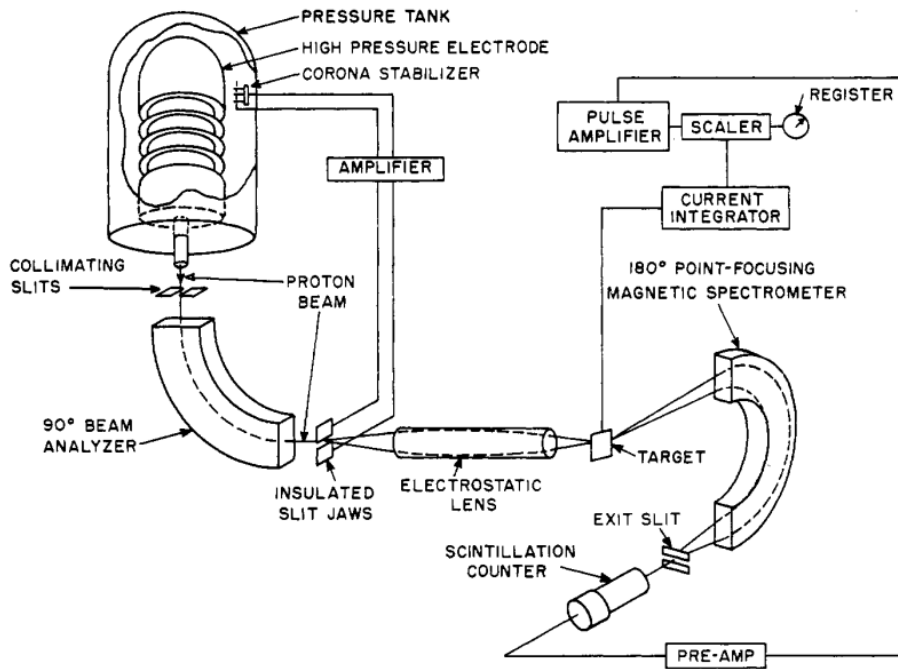 PRESSURE TANK
HIGH PRESSURE ELECTRODE
CORONA STABILIZER
AMPLIFIER
COLLIMATING
SLITS
PROTON
BEAM
90° BEAM
ANALYZER
INSULATED
SLIT JAWS
ELECTROSTATIC
LENS
TARGET
PULSE
AMPLIFIER
SCALER
REGISTER
CURRENT
INTEGRATOR
180° POINT-FOCUSING
MAGNETIC SPECTROMETER
EXIT SLIT
SCINTILLATION
COUNTER
PRE-AMP